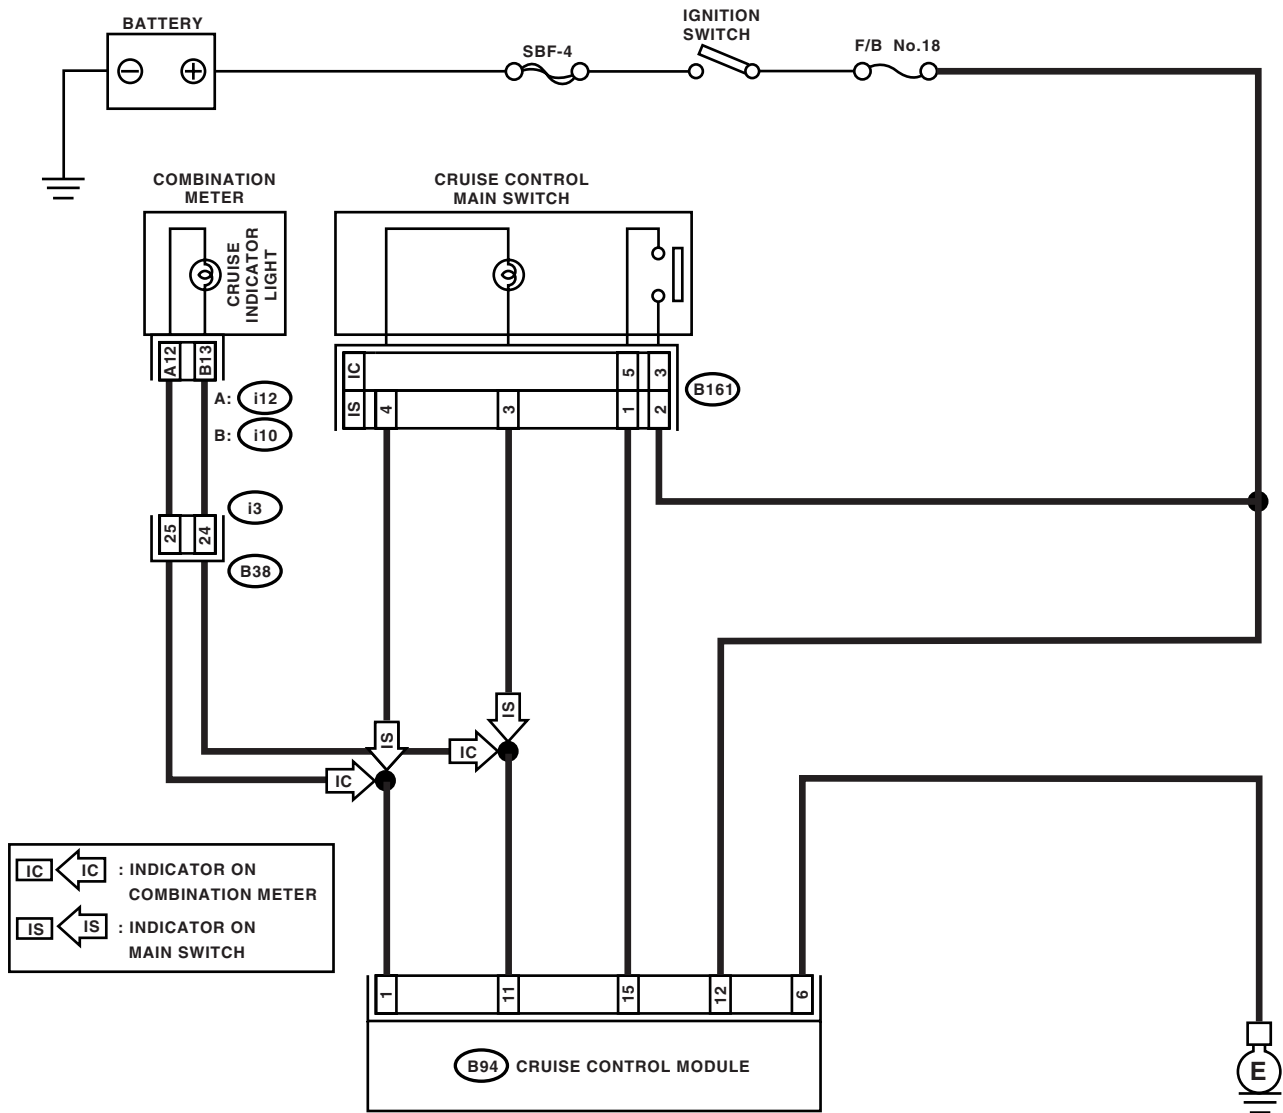 BATTERY
SBF-4
IGNITION
SWITCH
F/B No.18
COMBINATION
METER
CRUISE
INDICATOR
LIGHT
CRUISE CONTROL
MAIN SWITCH
A12
B13
A: i12
B: i10
i3
25
24
B38
IC
5
3
IS
4
3
1
2
B161
IS
IS
IC
IC
IC IC : INDICATOR ON
COMBINATION METER
IS IS : INDICATOR ON
MAIN SWITCH
1
11
15
12
6
B94 CRUISE CONTROL MODULE
E